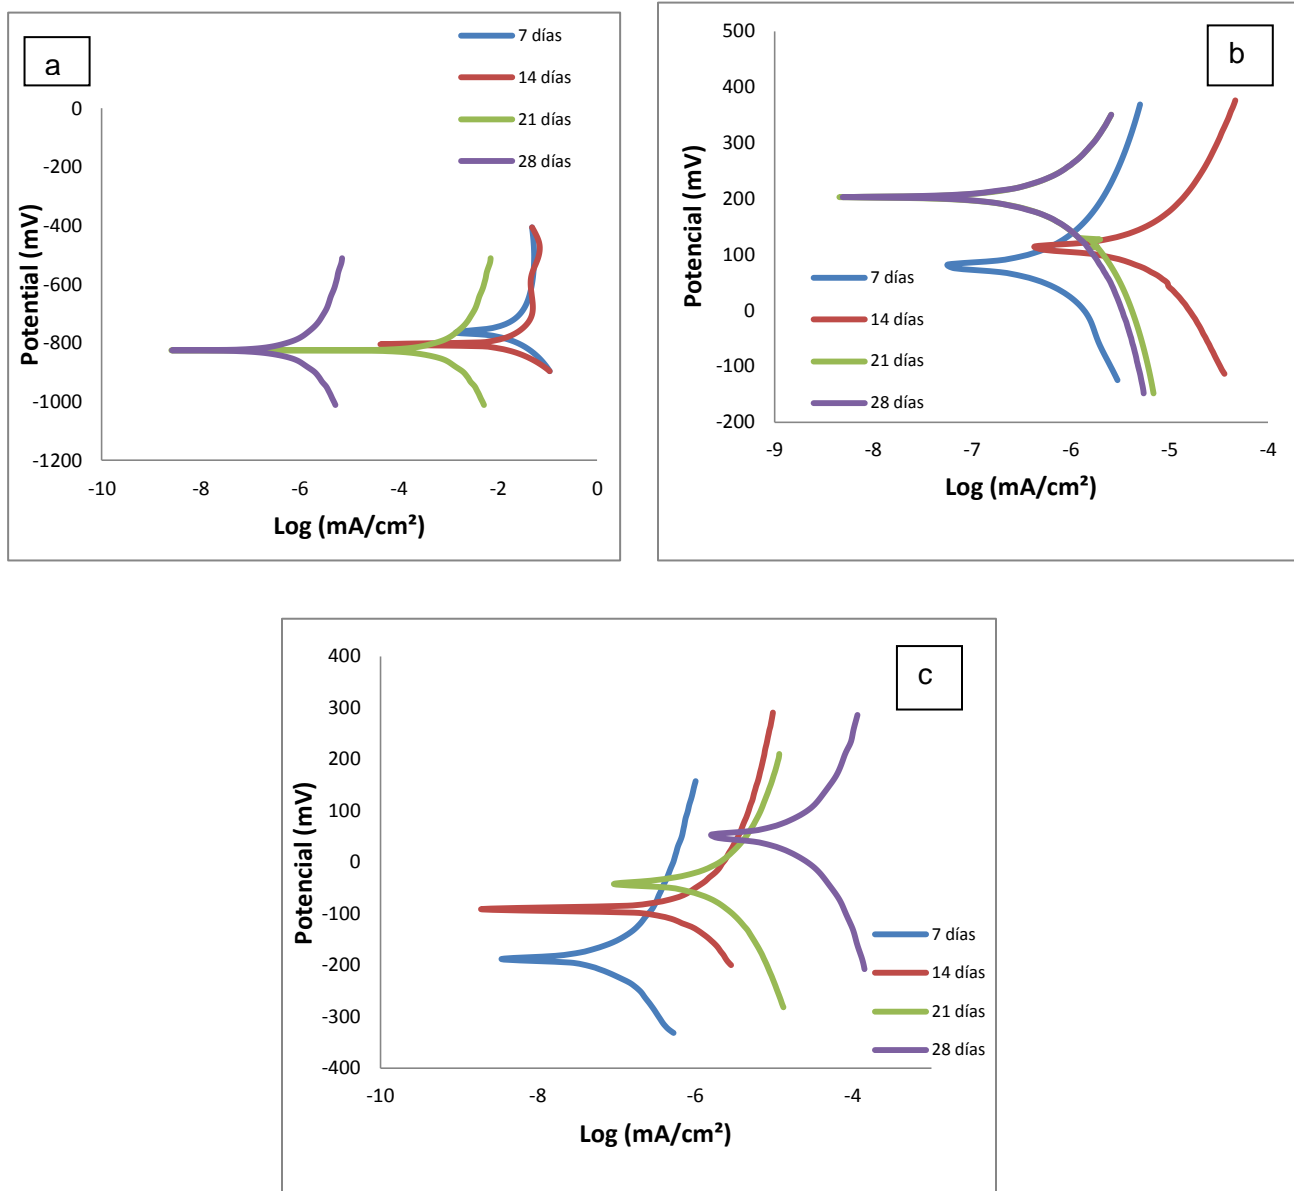 a
7 días
14 días
21 días
28 días
0
-200
-400
-600
-800
-1000
-1200
Potential (mV)
-10 -8 -6 -4 -2 0
Log (mA/cm²)
b
500
400
300
200
100
0
-100
-200
Potencial (mV)
7 días
14 días
21 días
28 días
-9 -8 -7 -6 -5 -4
Log (mA/cm²)
c
400
300
200
100
0
-100
-200
-300
-400
Potencial (mV)
7 días
14 días
21 días
28 días
-10 -8 -6 -4
Log (mA/cm²)